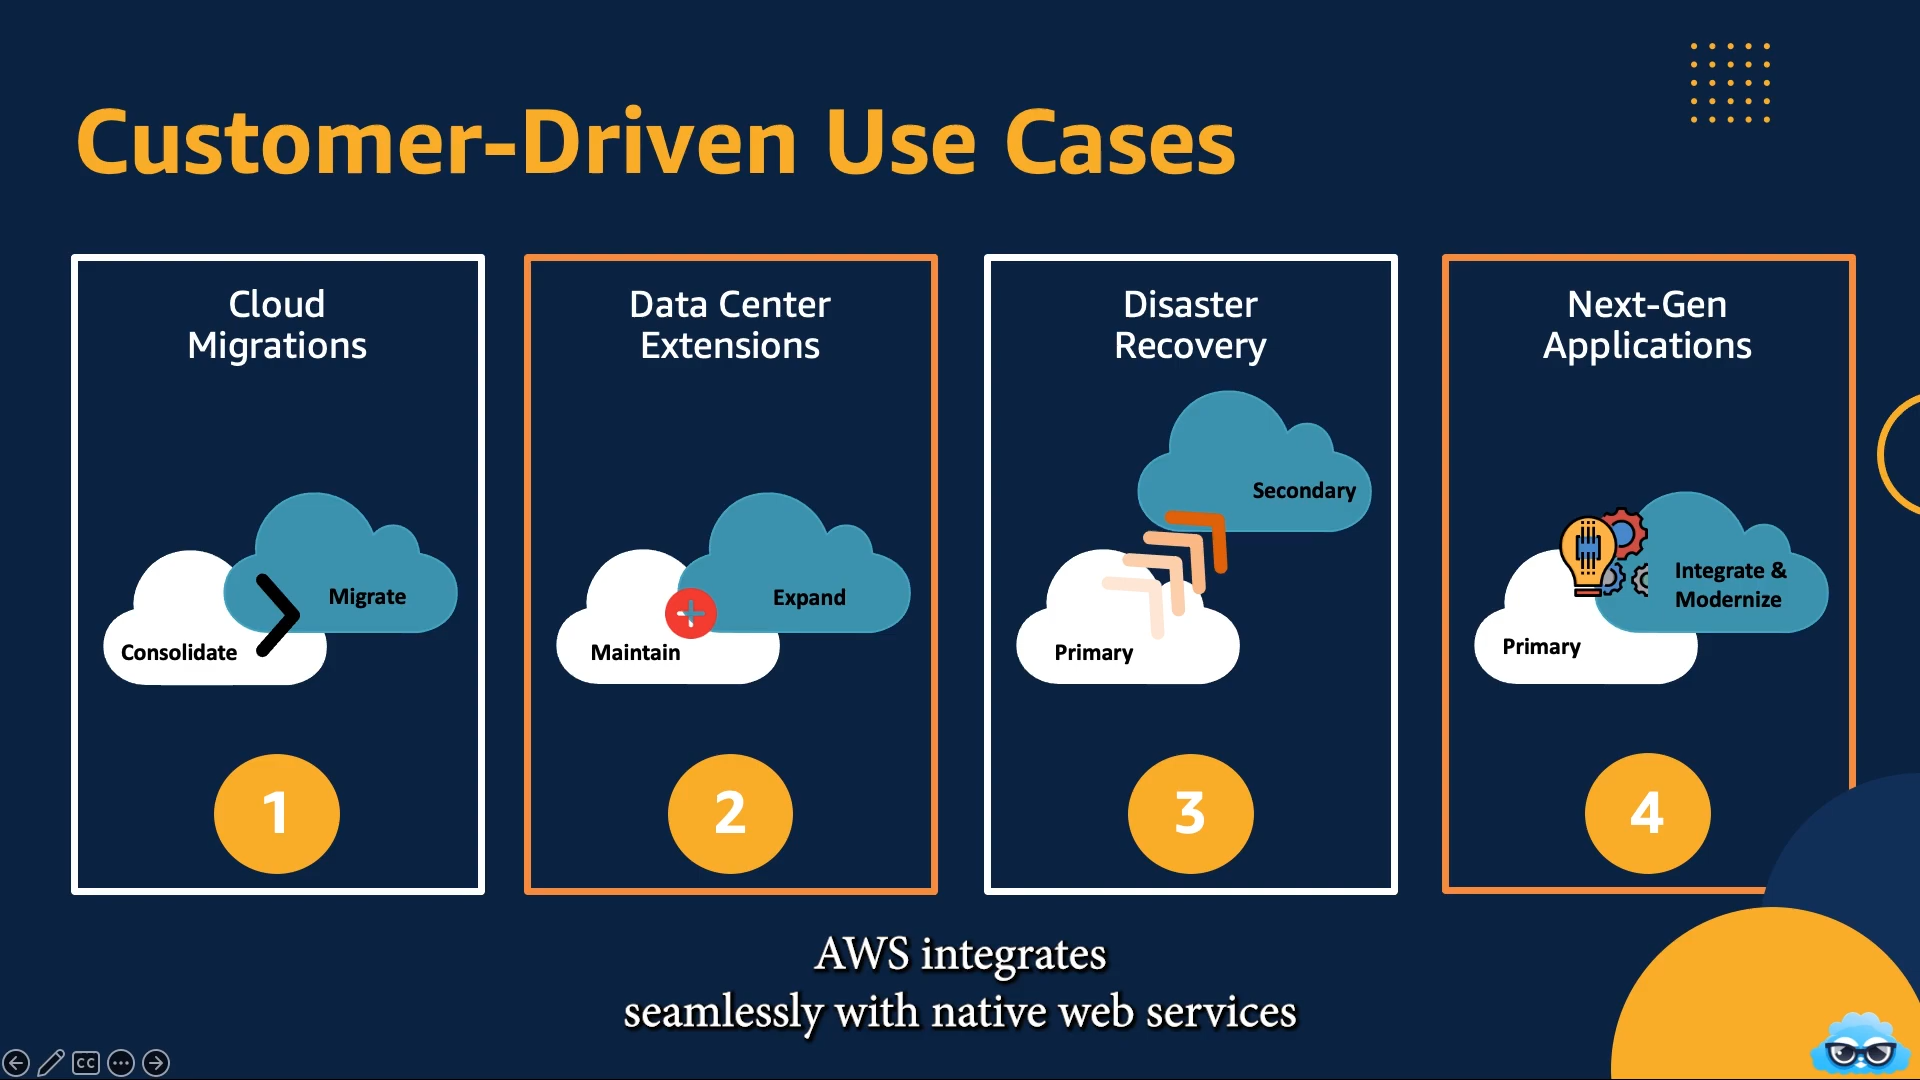 Customer-Driven Use Cases
Cloud
Migrations
Migrate
Consolidate
1
Data Center
Extensions
Expand
Maintain
2
Disaster
Recovery
Secondary
Primary
3
Next-Gen
Applications
Integrate &
Modernize
Primary
4
AWS integrates
seamlessly with native web services
CC